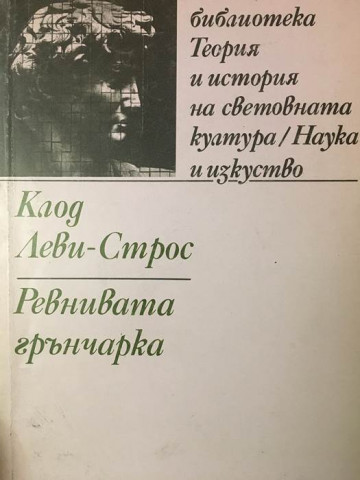 библиотека
Теория
и история
на световната
култура/Наука
и изкуство
Клод
Леви-Строс
Ревнивата
грънчарка